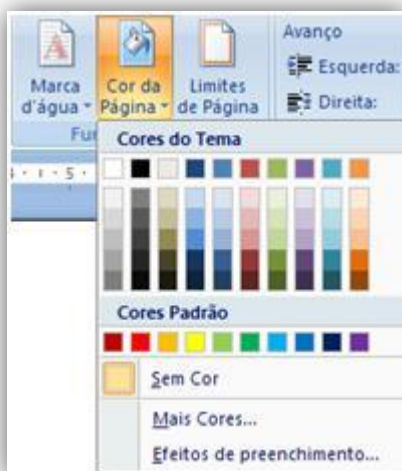 Marca Cor da Limites Avanço
d'água Página de Página Esquerda:
Direita:
Cores do Tema
5
Cores Padrão
Sem Cor
Mais Cores...
Efeitos de preenchimento...